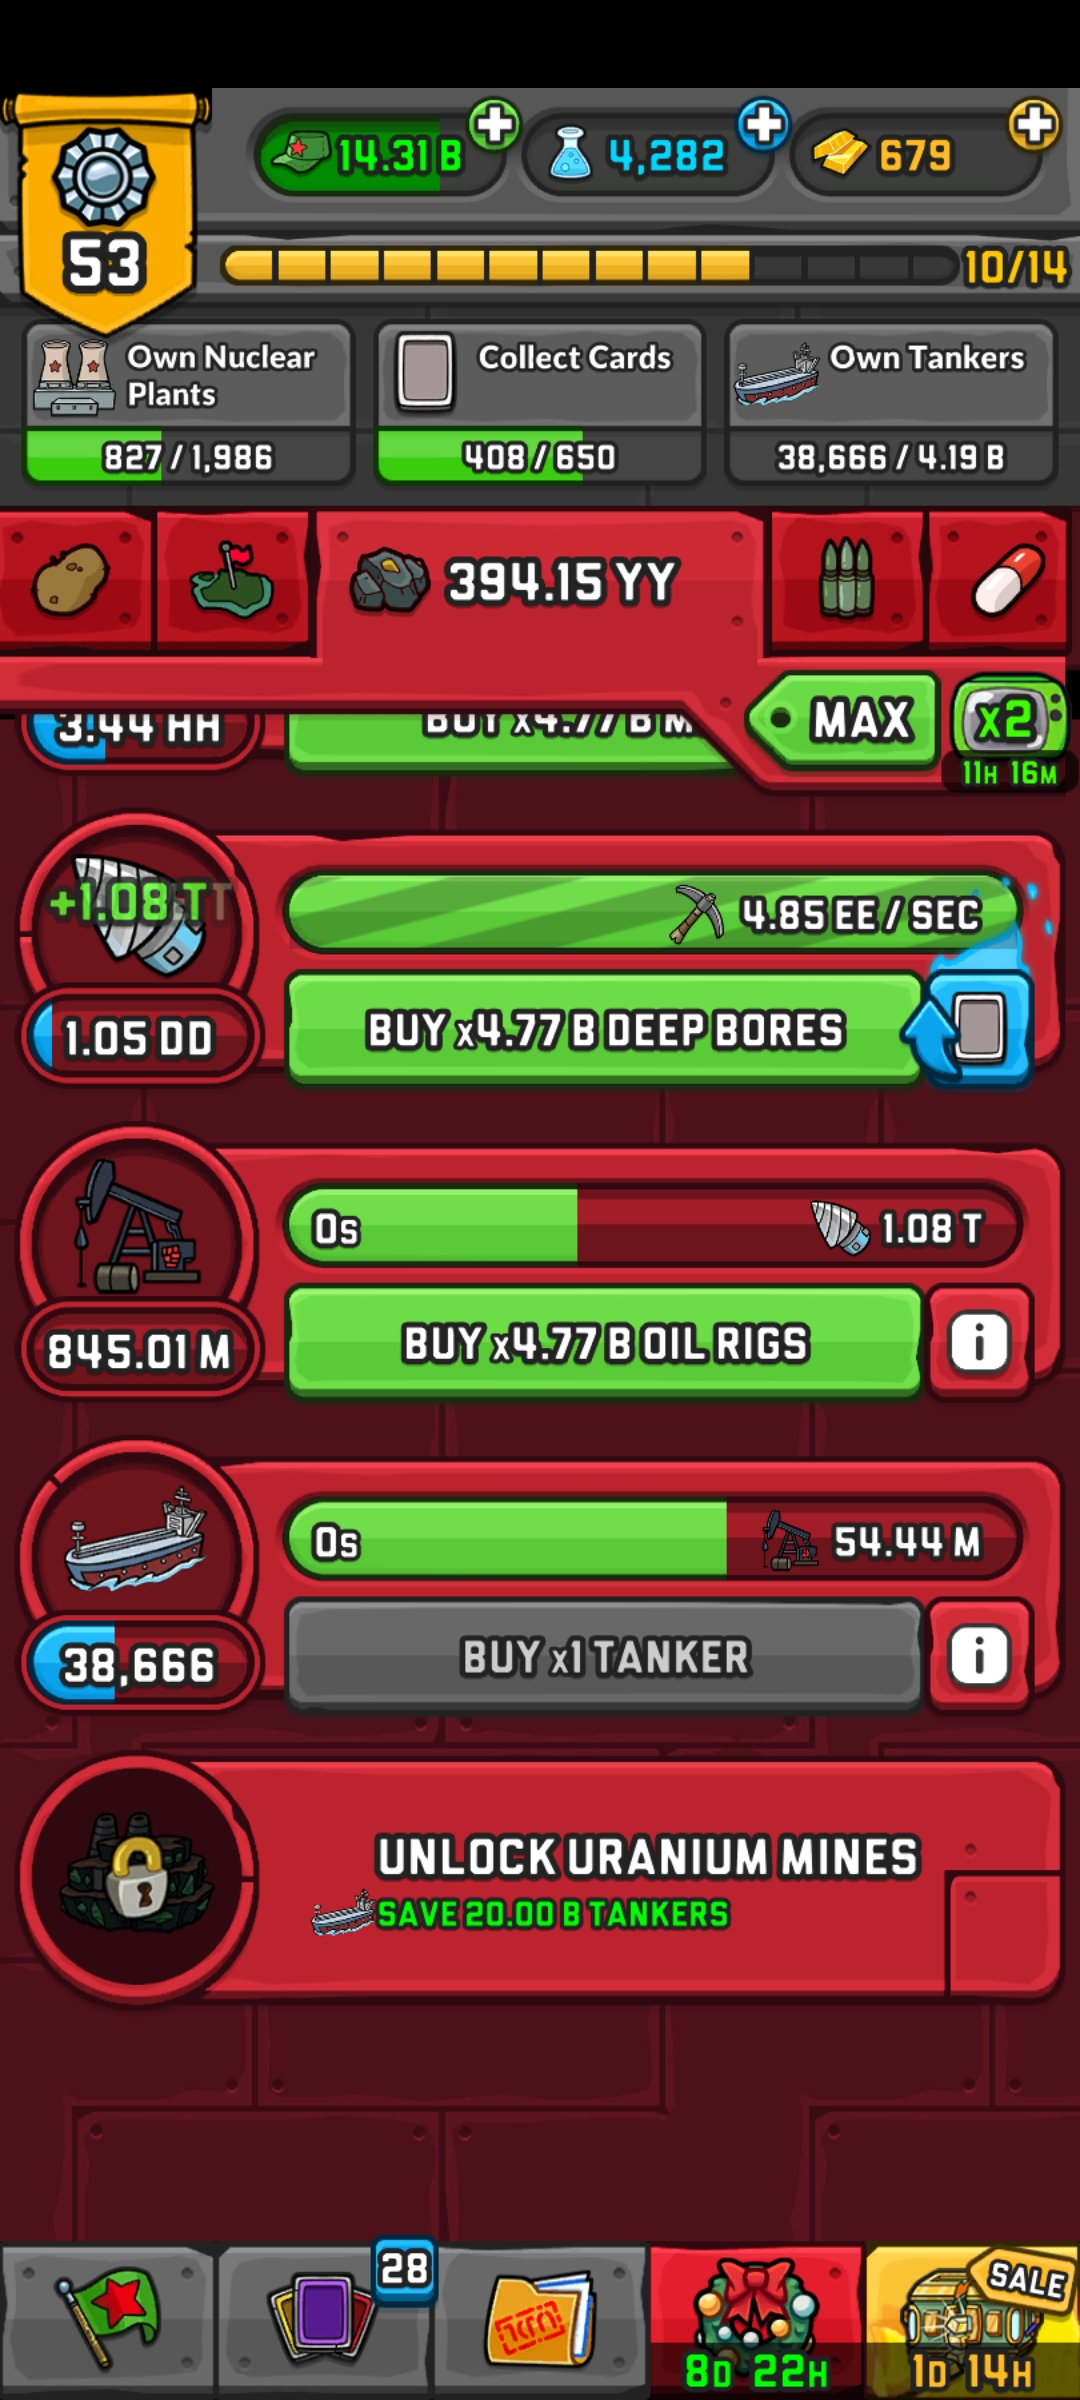 14.31 B
4,282
679
53
10/14
Own Nuclear
Plants
827/1,986
Collect Cards
408/650
Own Tankers
38,666/4.19 B
394.15 YY
3.44 HH
BUY x4.77 B M
MAX
x2
11H 16M
+1.08 T
4.85 EE / SEC
1.05 DD
BUY x4.77 B DEEP BORES
0s
1.08 T
845.01 M
BUY x4.77 B OIL RIGS
i
0s
54.44 M
38,666
BUY x1 TANKER
i
UNLOCK URANIUM MINES
SAVE 20.00 B TANKERS
28
SALE
8D 22H
1D 14H